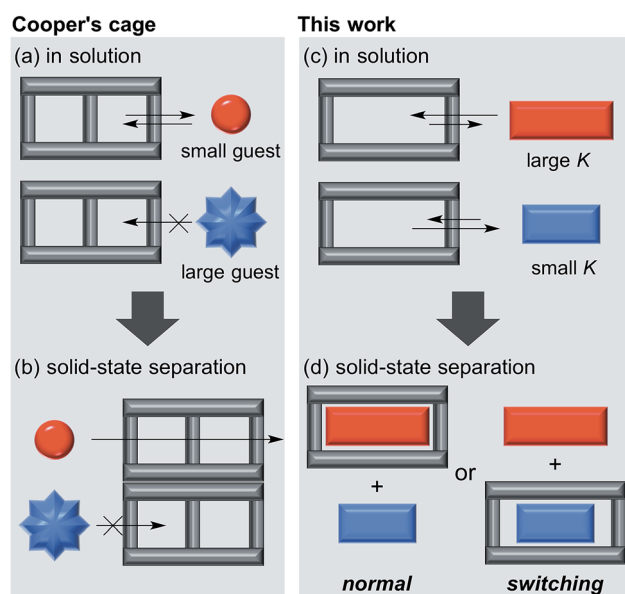 Cooper's cage
(a) in solution
small guest
large guest
(b) solid-state separation
This work
(c) in solution
large K
small K
(d) solid-state separation
+
or
+
normal
switching